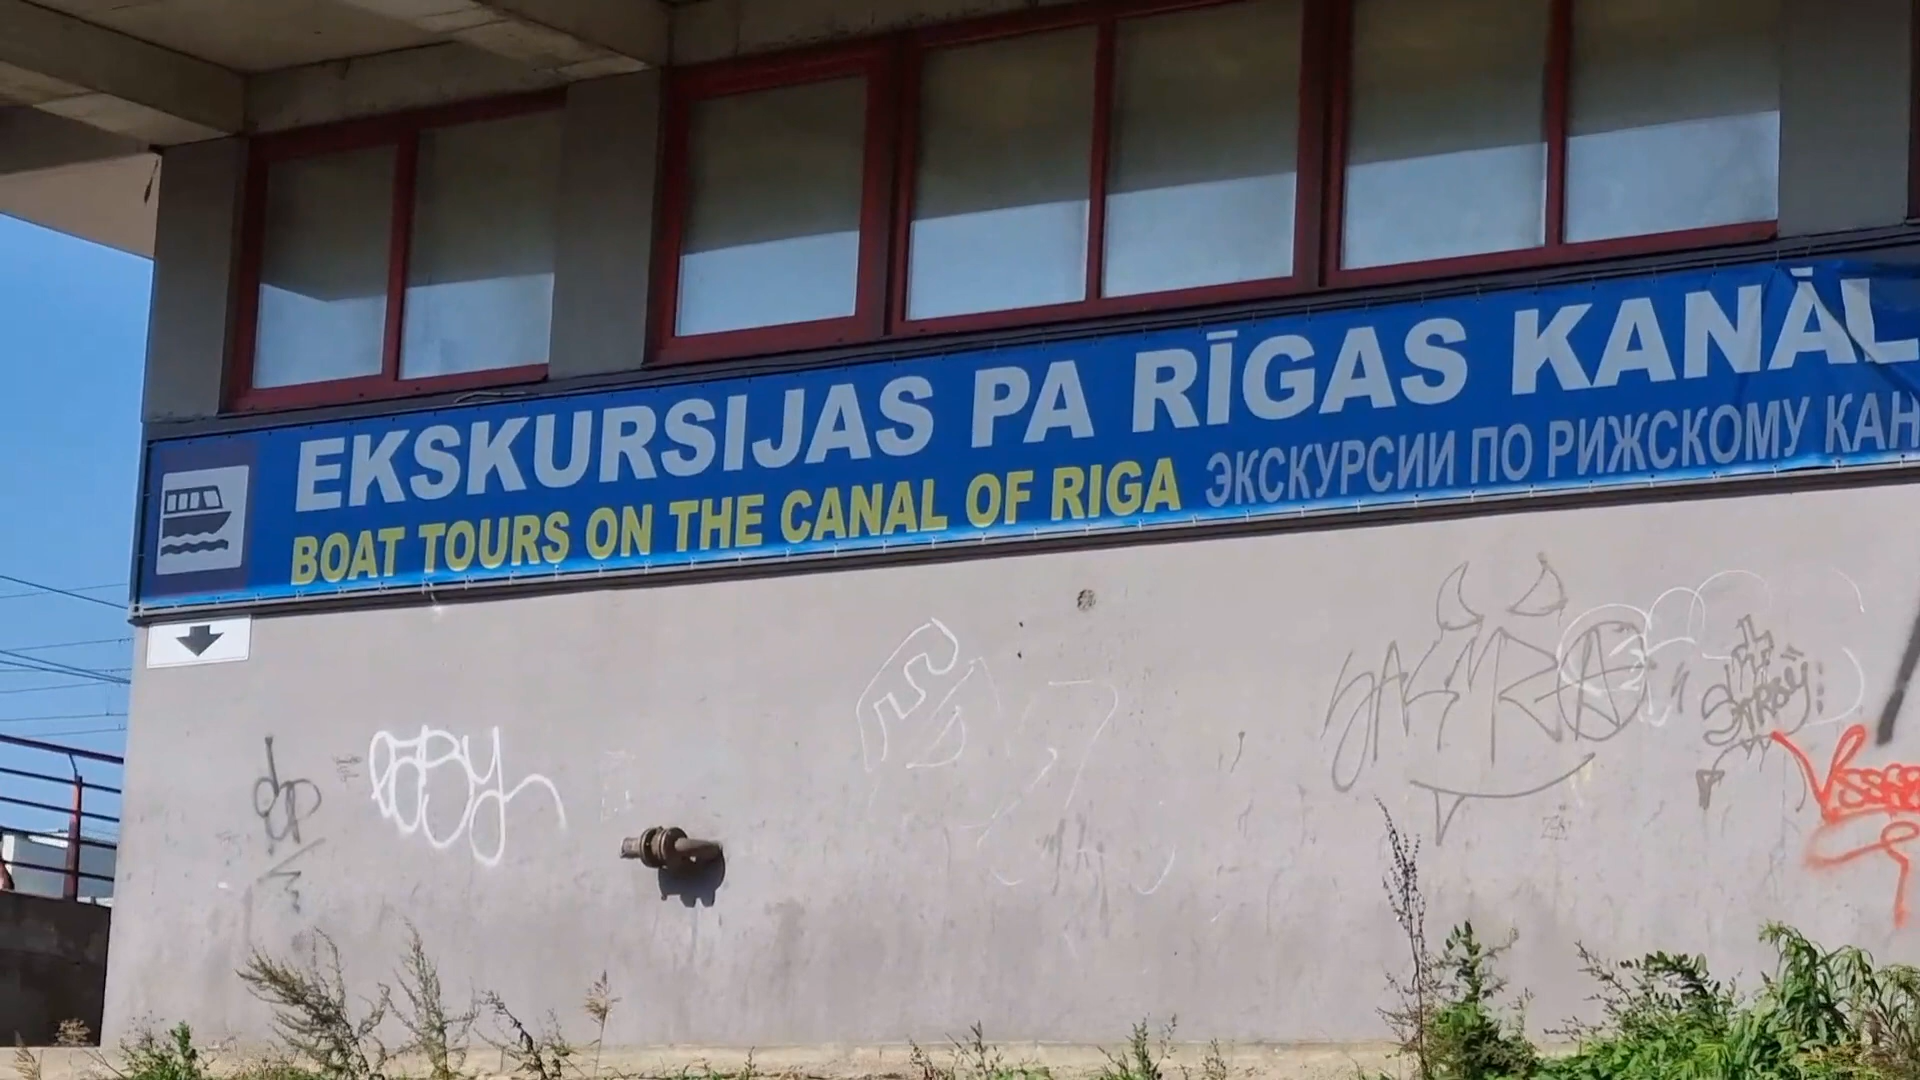 EKSKURSIJAS PA RĪGAS KANĀL
BOAT TOURS ON THE CANAL OF RIGA ЭКСКУРСИИ ПО РИЖСКОМУ КАН